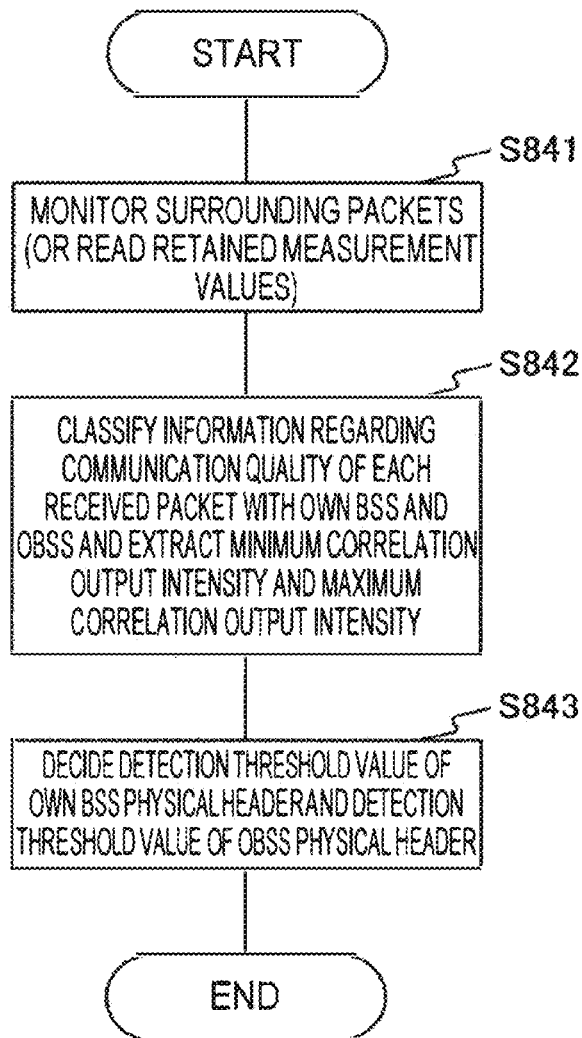 START
S841
MONITOR SURROUNDING PACKETS
(OR READ RETAINED MEASUREMENT
VALUES)
S842
CLASSIFY INFORMATION REGARDING
COMMUNICATION QUALITY OF EACH
RECEIVED PACKET WITH OWN BSS AND
OBSS AND EXTRACT MINIMUM CORRELATION
OUTPUT INTENSITY AND MAXIMUM
CORRELATION OUTPUT INTENSITY
S843
DECIDE DETECTION THRESHOLD VALUE OF
OWN BSS PHYSICAL HEADER AND DETECTION
THRESHOLD VALUE OF OBSS PHYSICAL HEADER
END